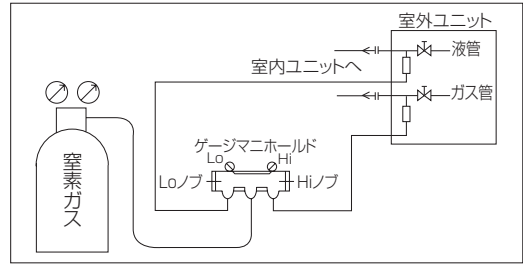 室外ユニット
液管
室内ユニットへ
ガス管
ゲージマニホールド
Lo
Hi
Loノブ
Hiノブ
窒素ガス